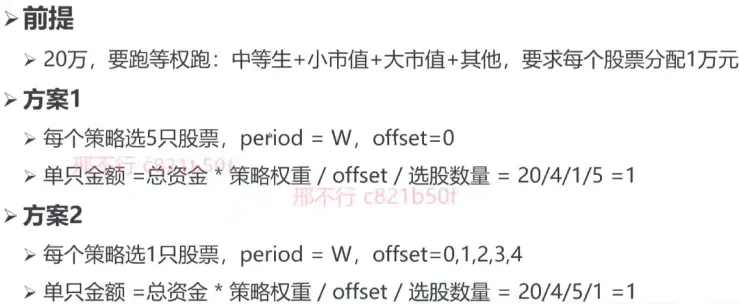 ➢前提
➢20万，要跑等权跑：中等生+小市值+大市值+其他，要求每个股票分配1万元
➢方案1
➢每个策略选5只股票，period = W，offset=0
➢单只金额 =总资金 * 策略权重 / offset / 选股数量 = 20/4/1/5 =1
邢不行 c821b50f
邢不行 c821b50f
➢方案2
➢每个策略选1只股票，period = W，offset=0,1,2,3,4
➢单只金额 =总资金 * 策略权重 / offset / 选股数量 = 20/4/5/1 =1